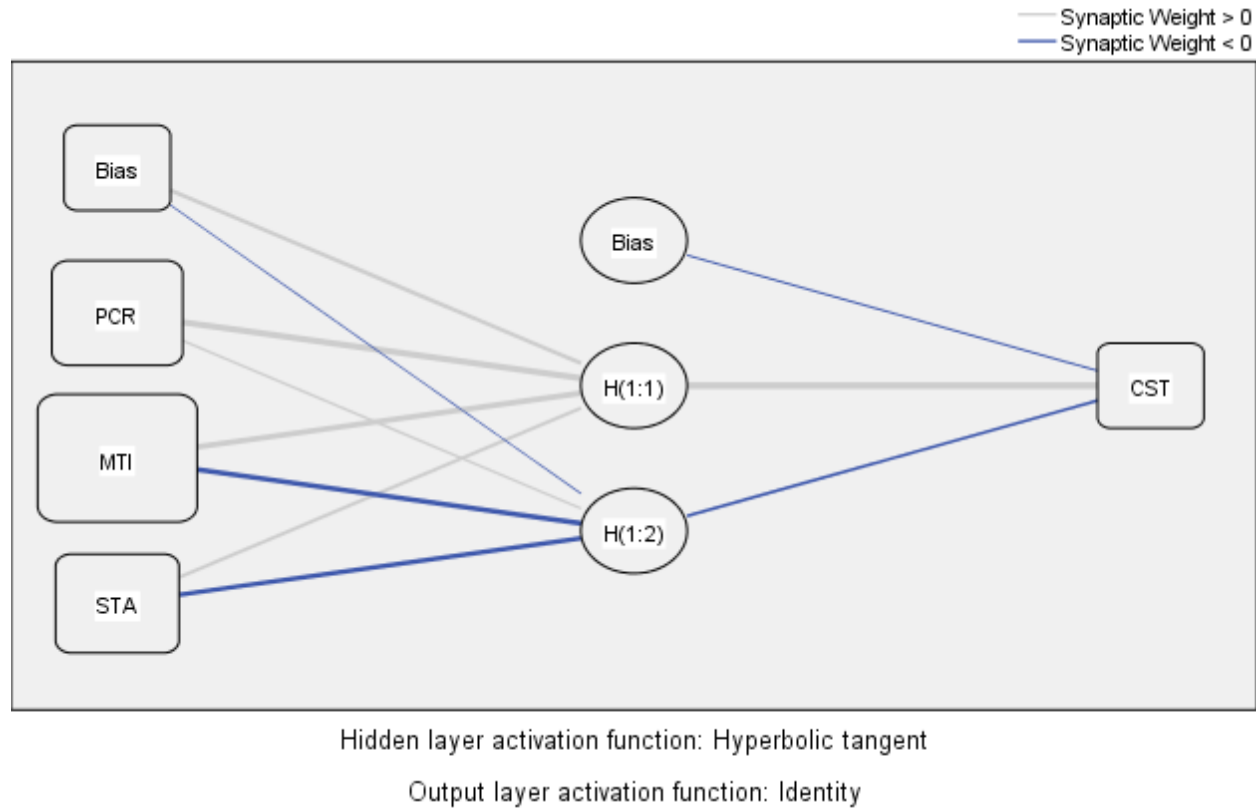 Synaptic Weight > 0
Synaptic Weight < 0
Bias
PCR
MTI
STA
Bias
H(1:1)
H(1:2)
CST
Hidden layer activation function: Hyperbolic tangent
Output layer activation function: Identity